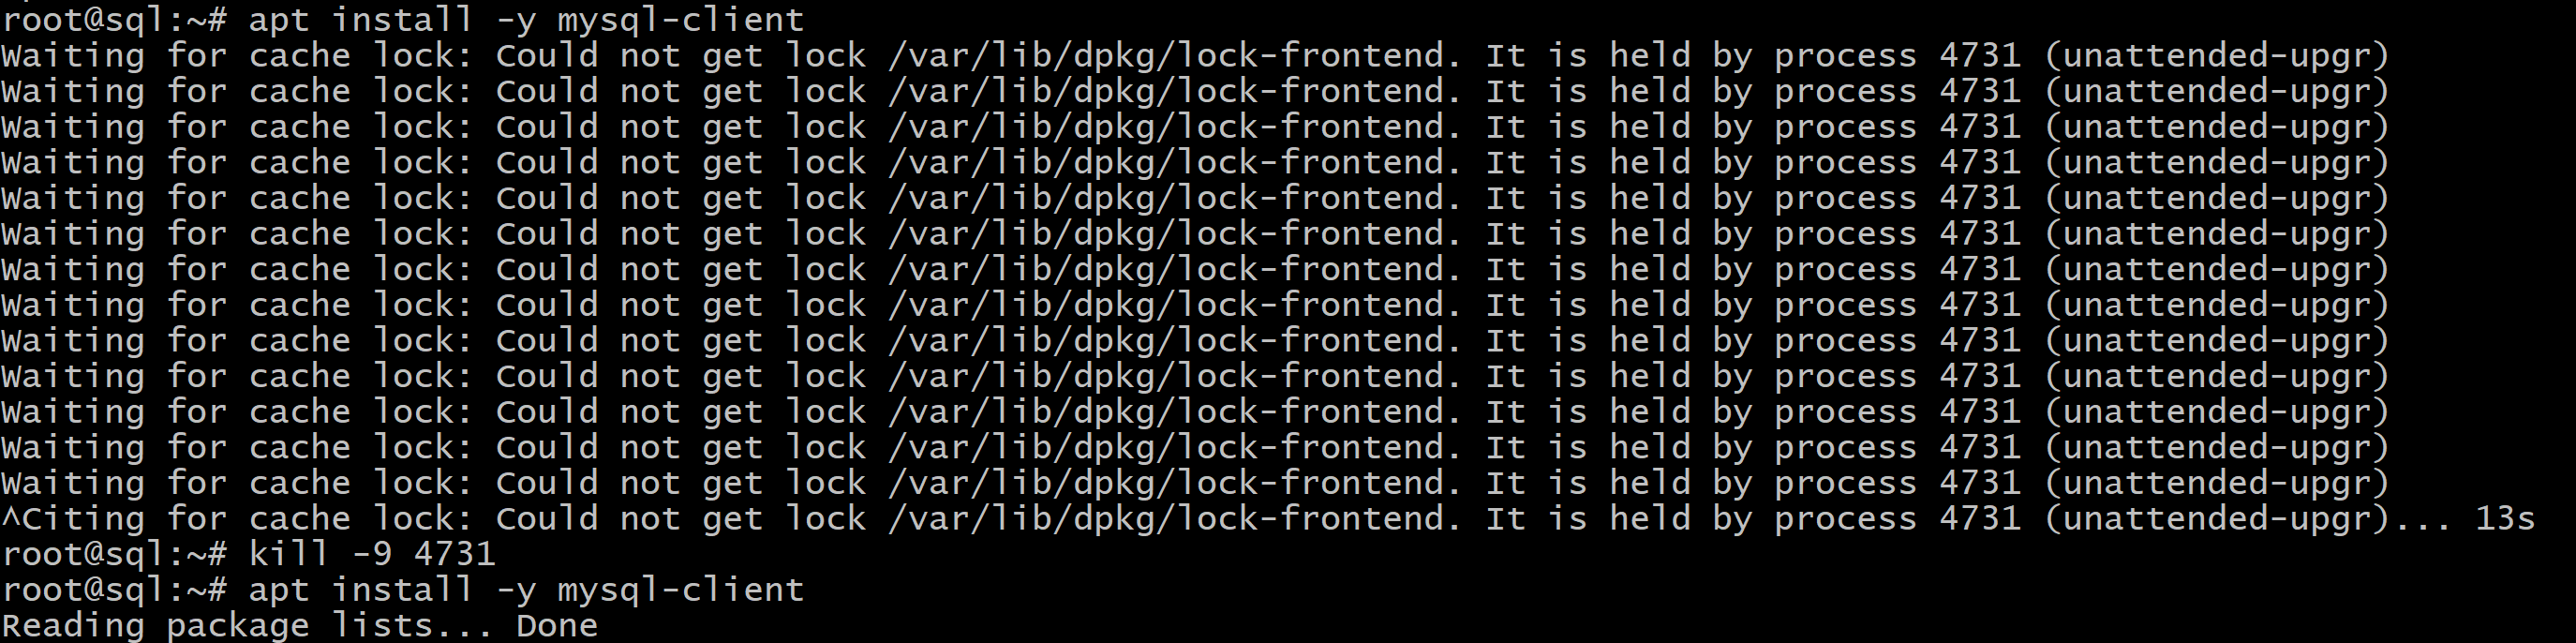 root@sql:~# apt install -y mysql-client
Waiting for cache lock: Could not get lock /var/lib/dpkg/lock-frontend. It is held by process 4731 (unattended-upgr)
Waiting for cache lock: Could not get lock /var/lib/dpkg/lock-frontend. It is held by process 4731 (unattended-upgr)
Waiting for cache lock: Could not get lock /var/lib/dpkg/lock-frontend. It is held by process 4731 (unattended-upgr)
Waiting for cache lock: Could not get lock /var/lib/dpkg/lock-frontend. It is held by process 4731 (unattended-upgr)
Waiting for cache lock: Could not get lock /var/lib/dpkg/lock-frontend. It is held by process 4731 (unattended-upgr)
Waiting for cache lock: Could not get lock /var/lib/dpkg/lock-frontend. It is held by process 4731 (unattended-upgr)
Waiting for cache lock: Could not get lock /var/lib/dpkg/lock-frontend. It is held by process 4731 (unattended-upgr)
Waiting for cache lock: Could not get lock /var/lib/dpkg/lock-frontend. It is held by process 4731 (unattended-upgr)
Waiting for cache lock: Could not get lock /var/lib/dpkg/lock-frontend. It is held by process 4731 (unattended-upgr)
Waiting for cache lock: Could not get lock /var/lib/dpkg/lock-frontend. It is held by process 4731 (unattended-upgr)
Waiting for cache lock: Could not get lock /var/lib/dpkg/lock-frontend. It is held by process 4731 (unattended-upgr)
Waiting for cache lock: Could not get lock /var/lib/dpkg/lock-frontend. It is held by process 4731 (unattended-upgr)
Waiting for cache lock: Could not get lock /var/lib/dpkg/lock-frontend. It is held by process 4731 (unattended-upgr)
^Citing for cache lock: Could not get lock /var/lib/dpkg/lock-frontend. It is held by process 4731 (unattended-upgr)... 13s
root@sql:~# kill -9 4731
root@sql:~# apt install -y mysql-client
Reading package lists... Done